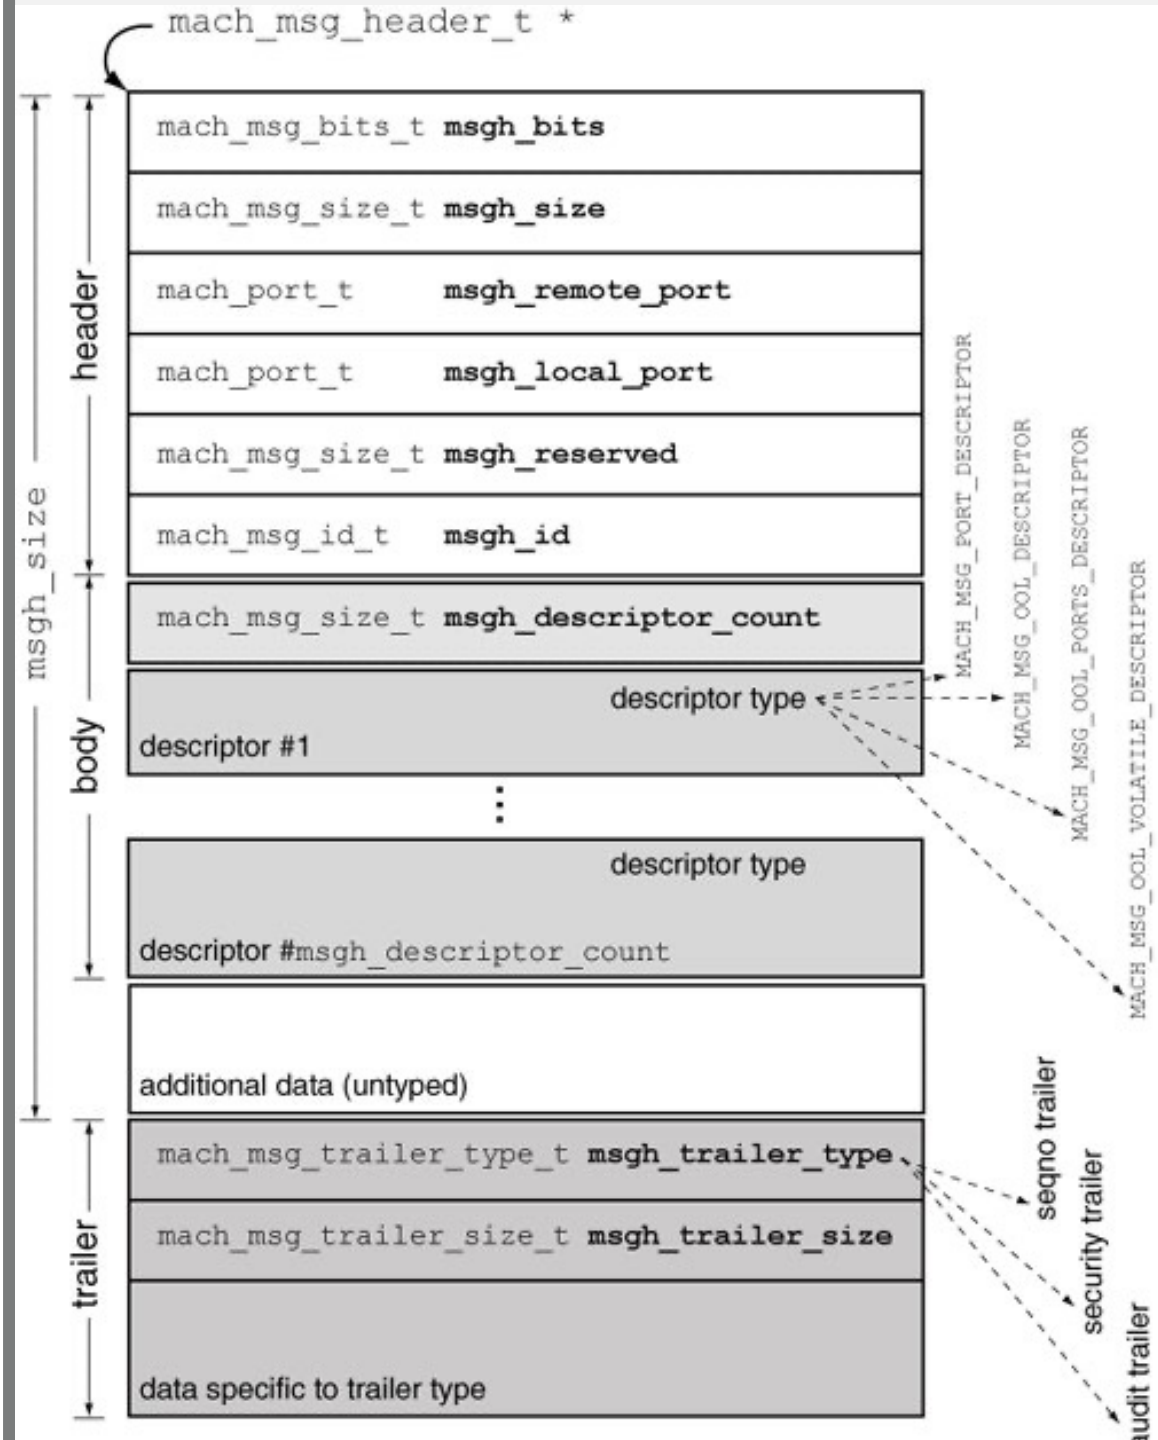 mach_msg_header_t *
msgh_size
header
mach_msg_bits_t msgh_bits
mach_msg_size_t msgh_size
mach_port_t msgh_remote_port
mach_port_t msgh_local_port
mach_msg_size_t msgh_reserved
mach_msg_id_t msgh_id
body
mach_msg_size_t msgh_descriptor_count
descriptor type
descriptor #1
MACH_MSG_PORT_DESCRIPTOR
MACH_MSG_OOL_DESCRIPTOR
MACH_MSG_OOL_PORTS_DESCRIPTOR
MACH_MSG_OOL_VOLATILE_DESCRIPTOR
descriptor type
descriptor #msgh_descriptor_count
additional data (untyped)
trailer
mach_msg_trailer_type_t msgh_trailer_type
mach_msg_trailer_size_t msgh_trailer_size
data specific to trailer type
seqno trailer
security trailer
audit trailer